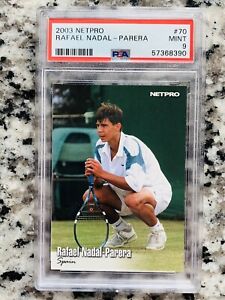 2003 NETPRO #70
RAFAEL NADAL - PARERA MINT
9
PSA 57368390
NETPRO
Rafael Nadal-Parera
Spain